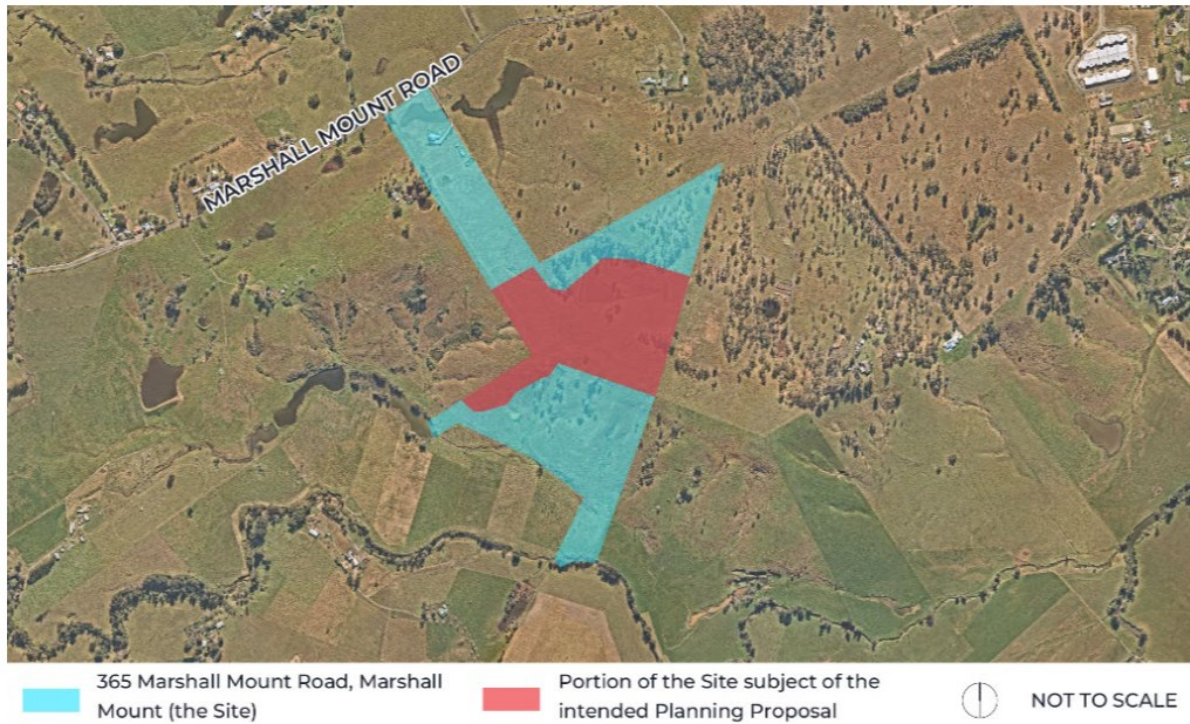 MARSHALL MOUNT ROAD
365 Marshall Mount Road, Marshall
Mount (the Site)
Portion of the Site subject of the
intended Planning Proposal
NOT TO SCALE